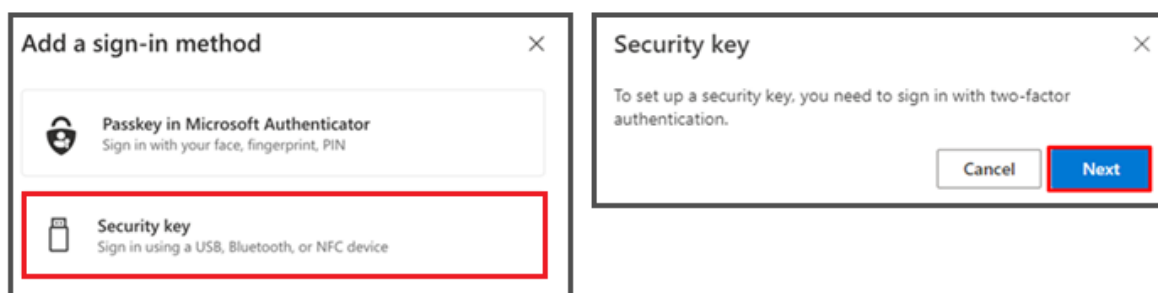 Add a sign-in method
Passkey in Microsoft Authenticator
Sign in with your face, fingerprint, PIN
Security key
Sign in using a USB, Bluetooth, or NFC device
Security key
To set up a security key, you need to sign in with two-factor
authentication.
Cancel
Next